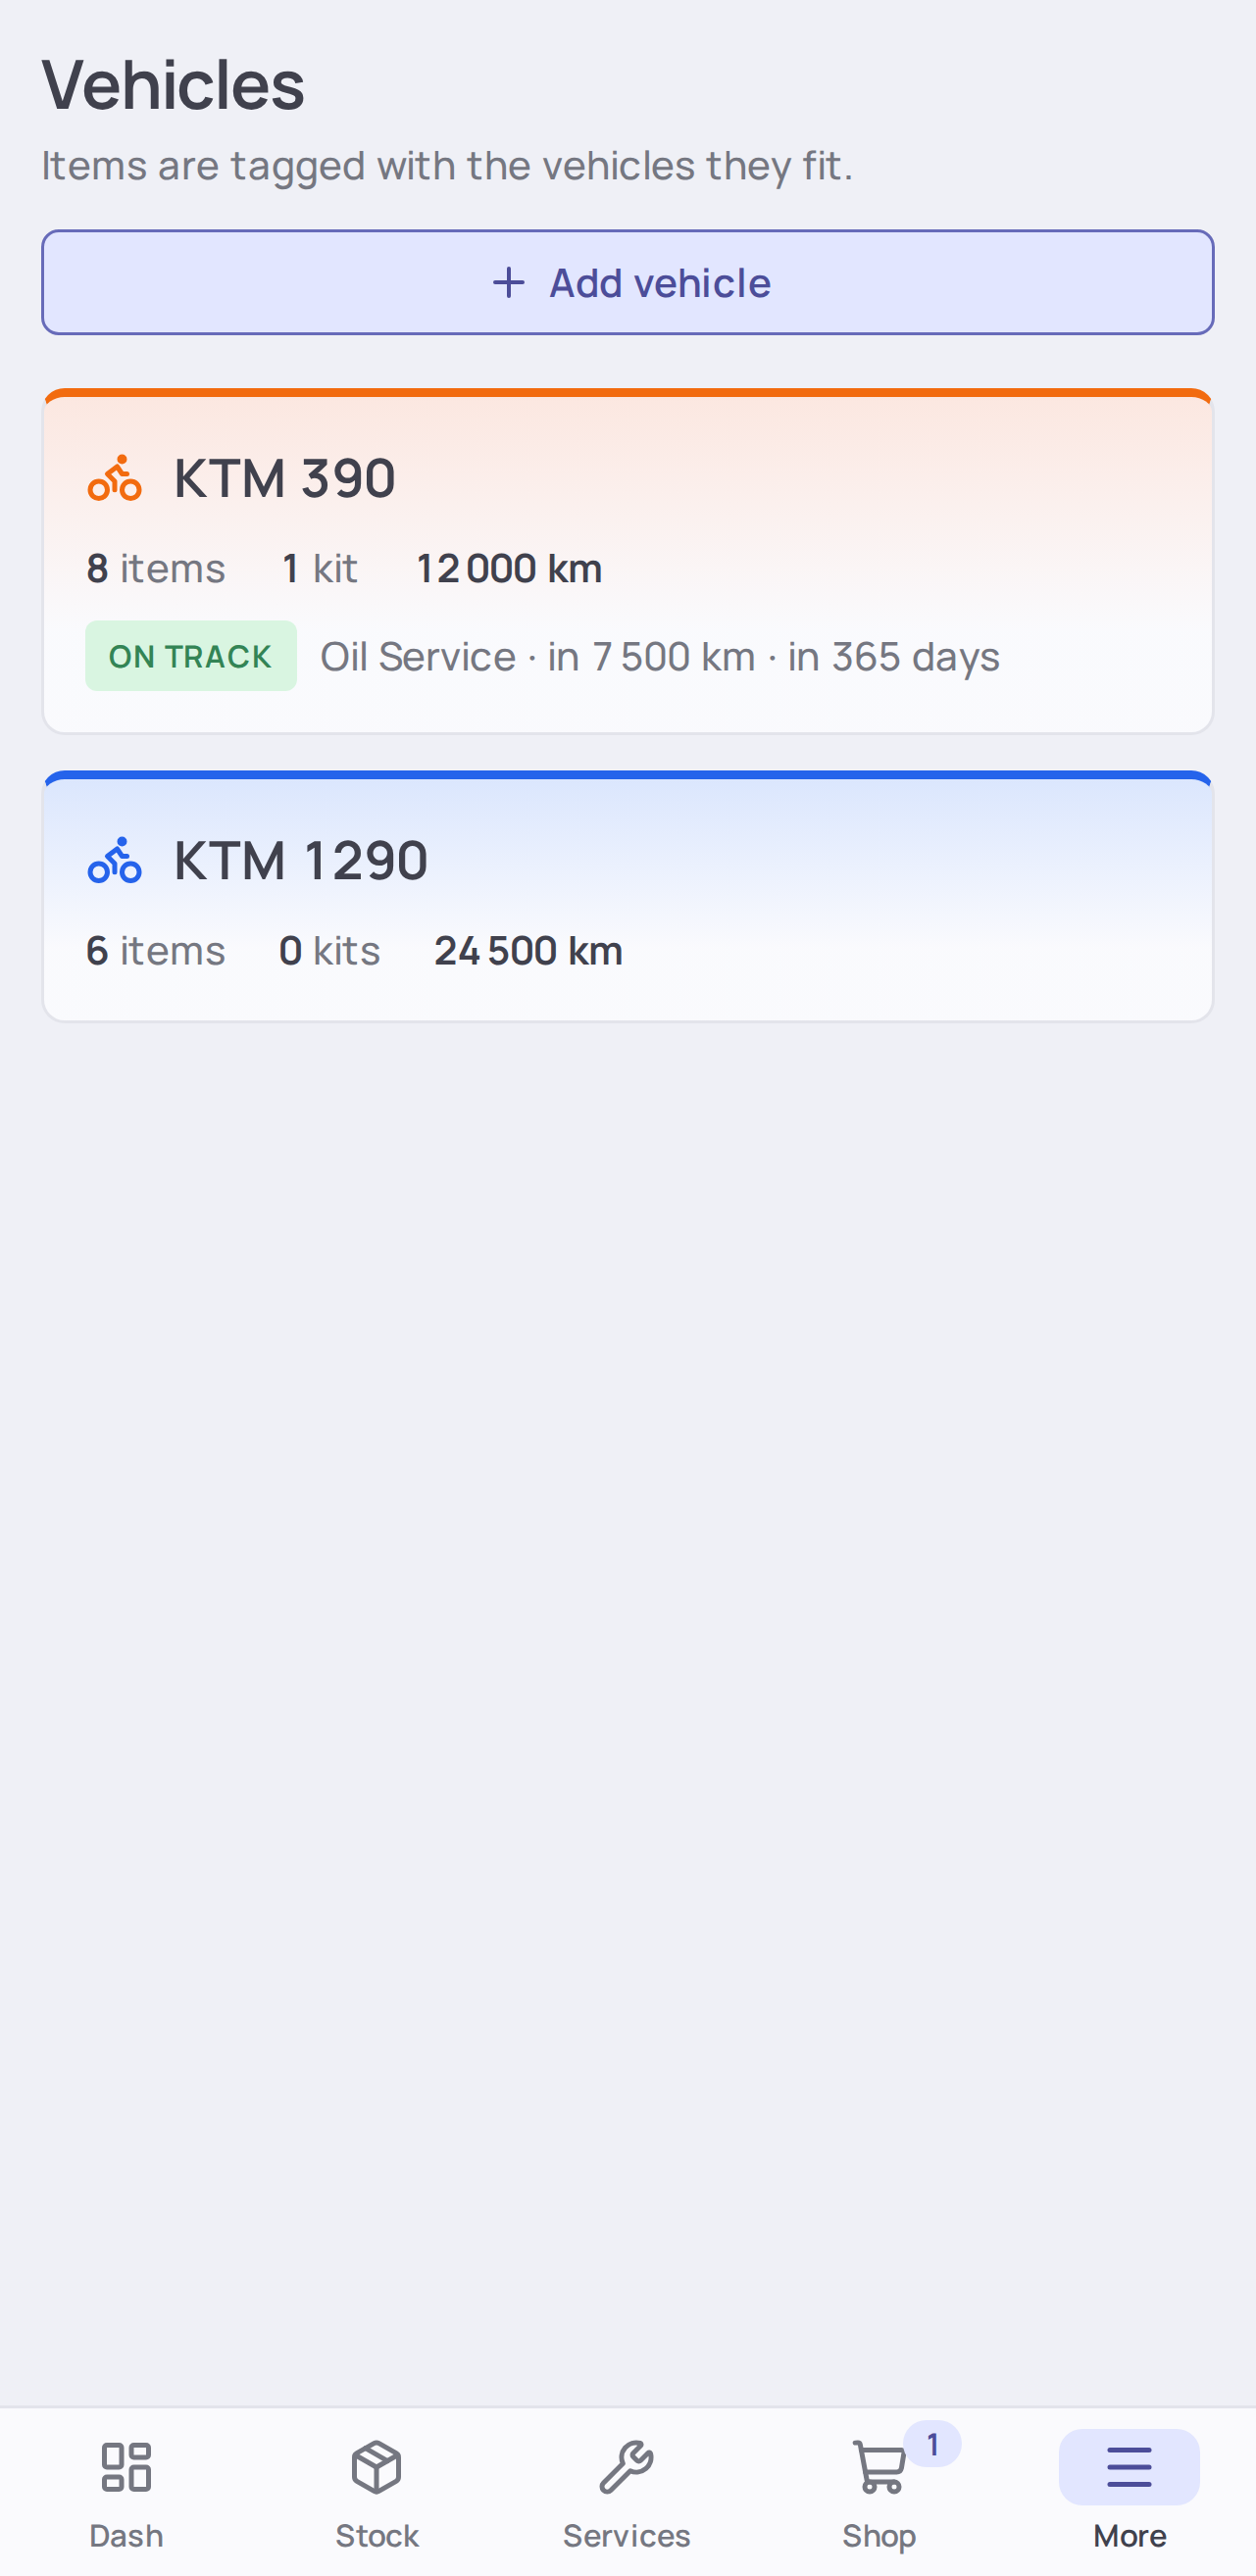 Vehicles
Items are tagged with the vehicles they fit.
+ Add vehicle
KTM 390
8 items 1 kit 12 000 km
ON TRACK Oil Service · in 7 500 km · in 365 days
KTM 1290
6 items 0 kits 24 500 km
1
Dash Stock Services Shop More